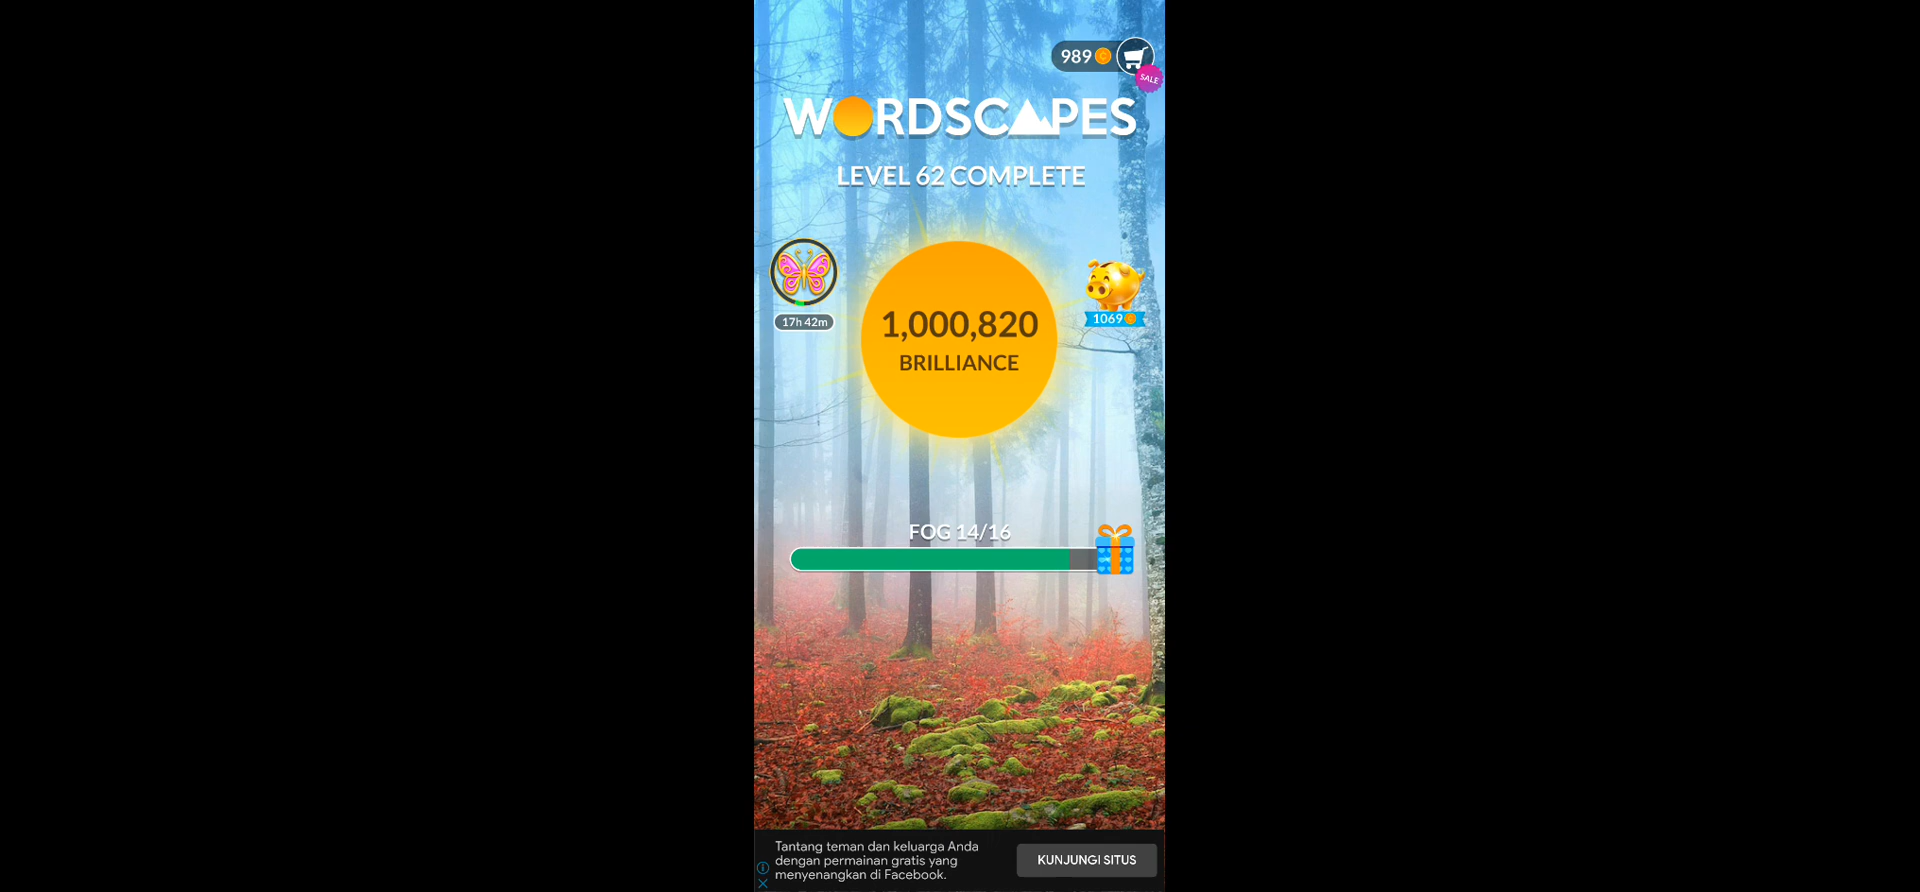 989
SALE
WORDSCAPES
LEVEL 62 COMPLETE
17h 42m
1069
1,000,820
BRILLIANCE
FOG 14/16
Tantang teman dan keluarga Anda
dengan permainan gratis yang
menyenangkan di Facebook.
KUNJUNGI SITUS